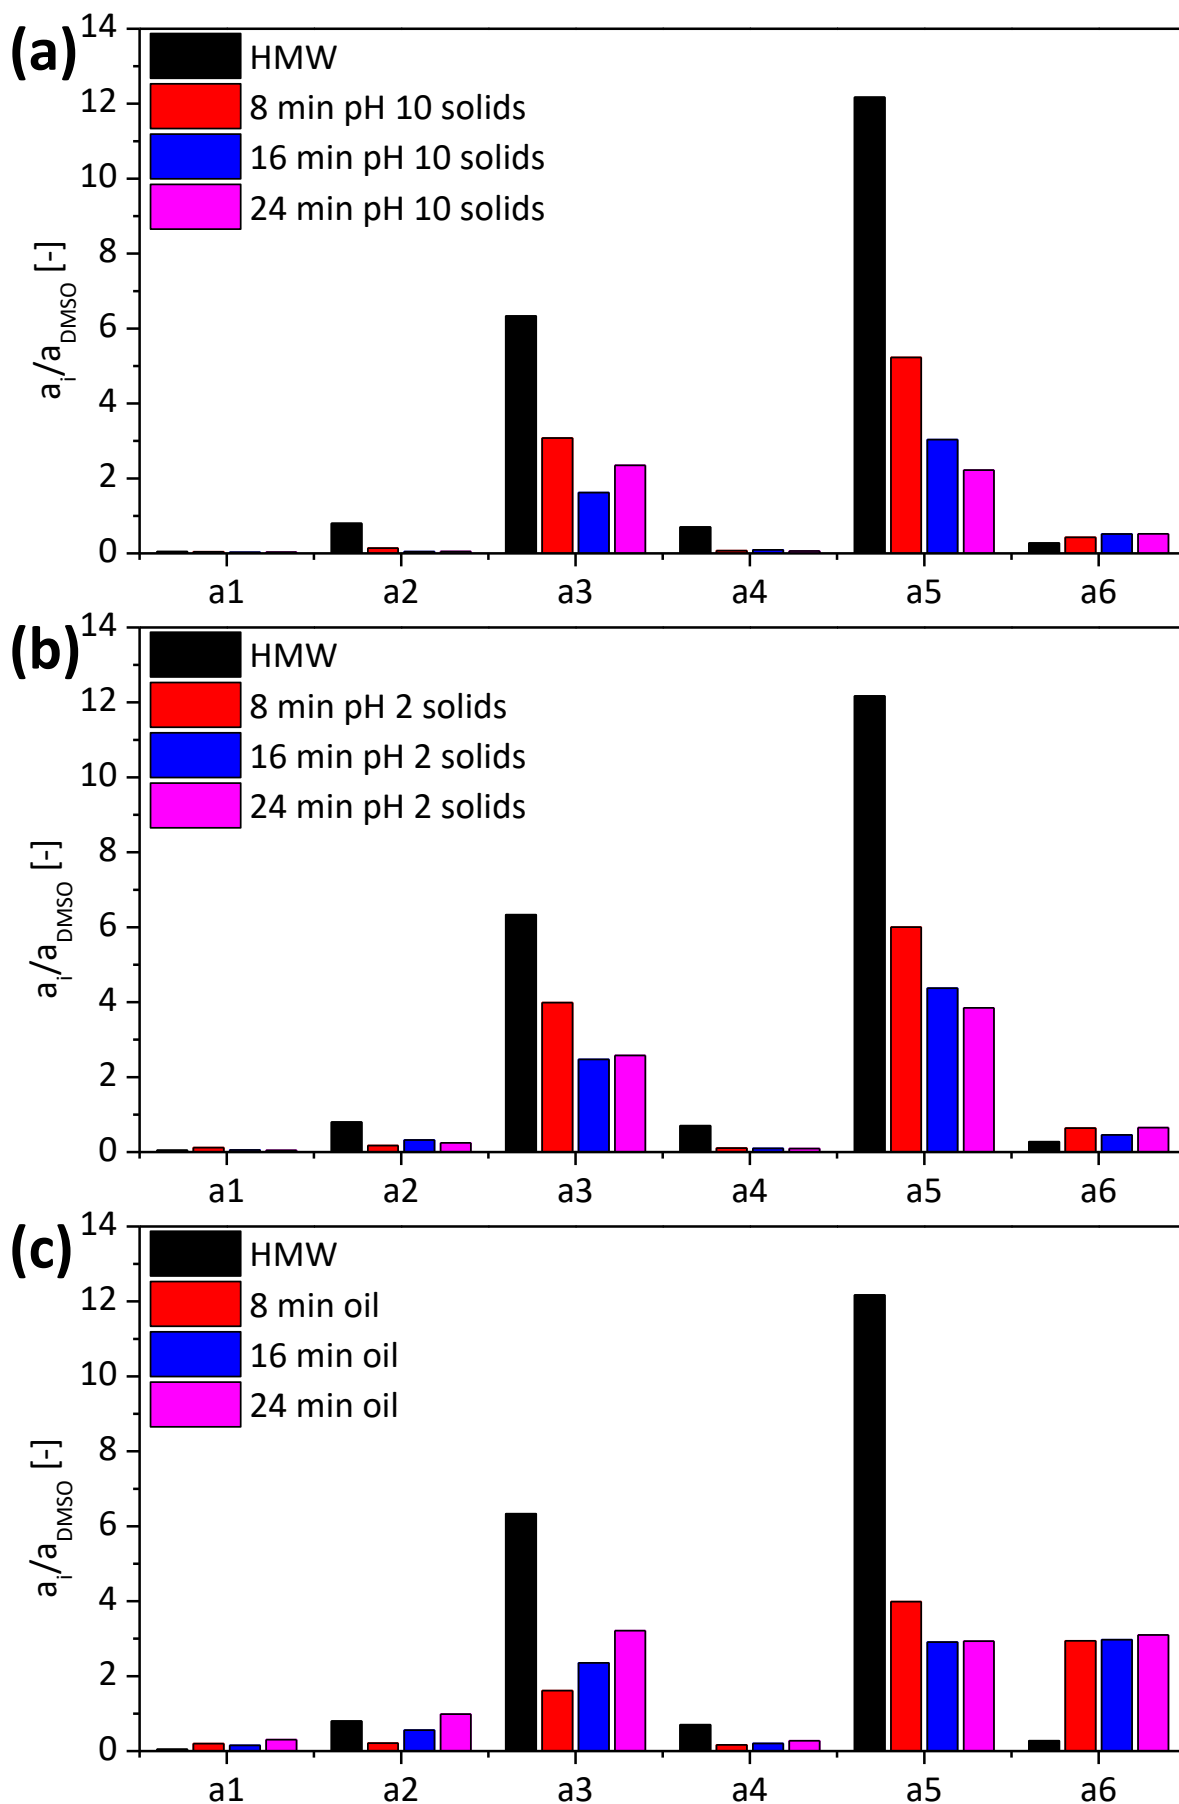 (a)
14
12
10
8
6
4
2
0
a_i/a_DMSO [-]
HMW
8 min pH 10 solids
16 min pH 10 solids
24 min pH 10 solids
a1 a2 a3 a4 a5 a6
(b)
14
12
10
8
6
4
2
0
a_i/a_DMSO [-]
HMW
8 min pH 2 solids
16 min pH 2 solids
24 min pH 2 solids
a1 a2 a3 a4 a5 a6
(c)
14
12
10
8
6
4
2
0
a_i/a_DMSO [-]
HMW
8 min oil
16 min oil
24 min oil
a1 a2 a3 a4 a5 a6